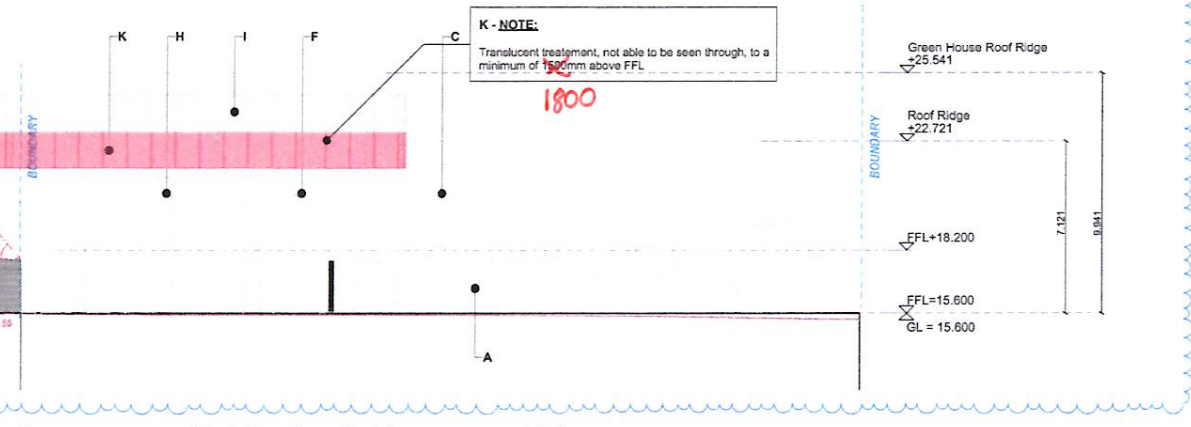 K - NOTE:
Translucent treatement, not able to be seen through, to a
minimum of 1500mm above FFL
1800
K
H
I
F
C
Green House Roof Ridge
+25.541
Roof Ridge
+22.721
BOUNDARY
BOUNDARY
7.121
9.941
FFL+18.200
FFL=15.600
GL = 15.600
55
A